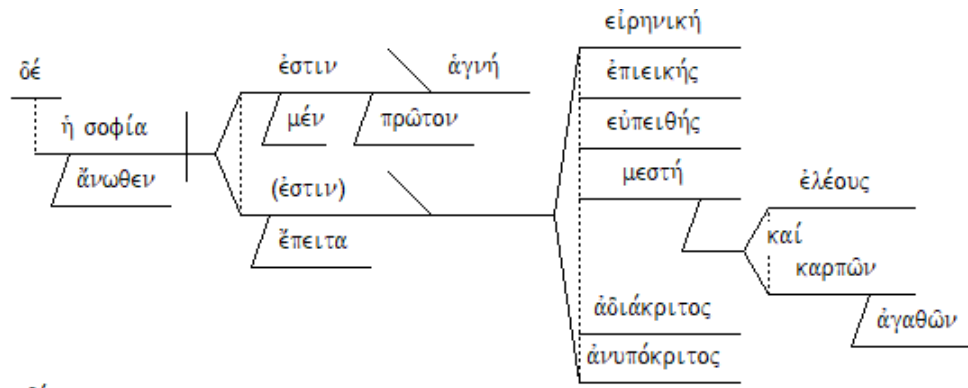 εἰρηνική
δέ
ἐστιν
ἁγνή
ἐπιεικής
μέν
πρῶτον
ἡ σοφία
εὐπειθής
ἄνωθεν
(ἐστιν)
μεστή
ἐλέους
ἔπειτα
καί
καρπῶν
ἀδιάκριτος
ἀγαθῶν
ἀνυπόκριτος